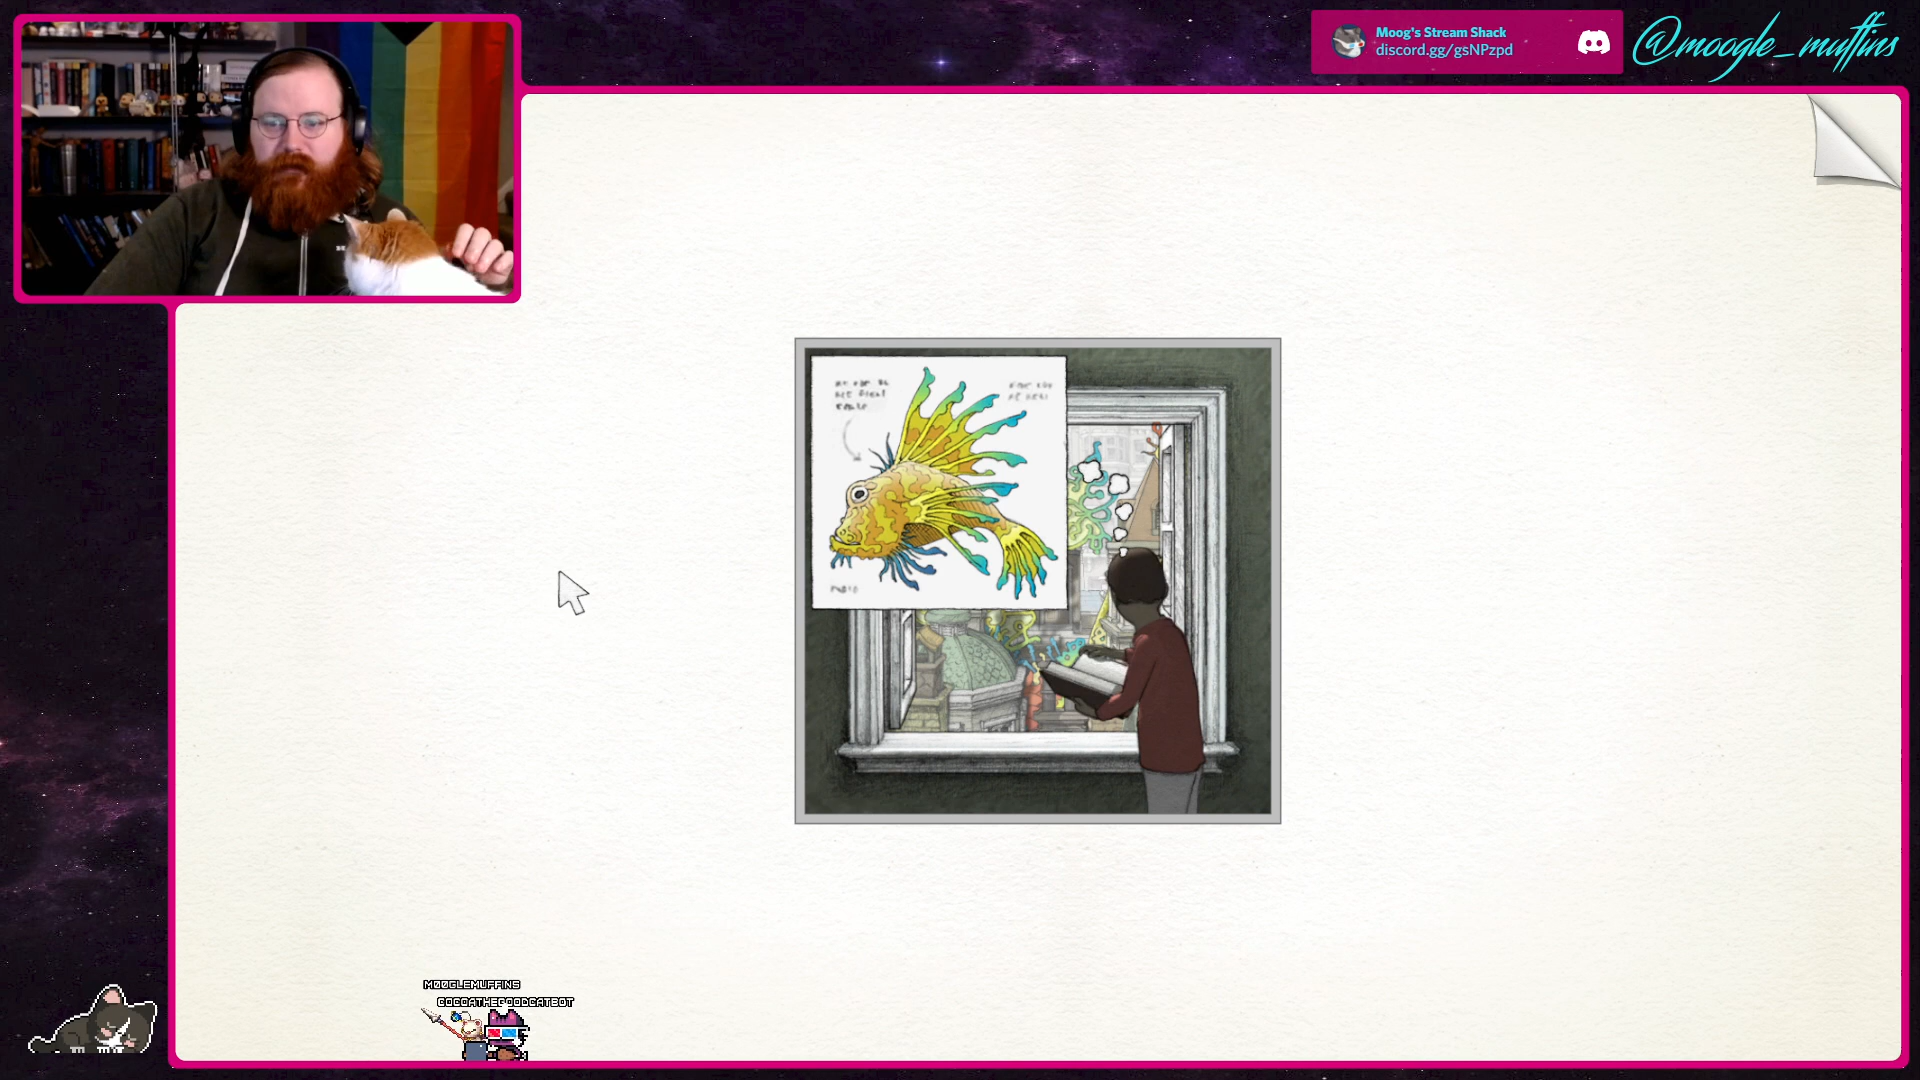 Moog's Stream Shack
discord.gg/gsNPzpd
@moogle_muffins
MOOGLEMUFFINS
COCOATHEGOODCATBOT